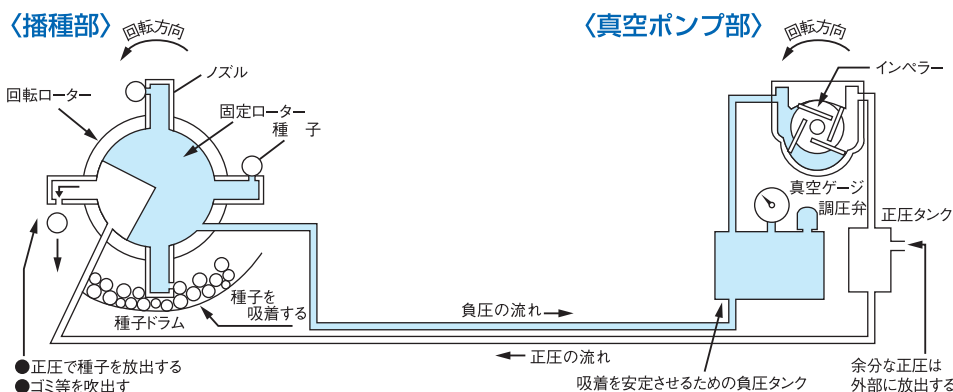 〈播種部〉
回転方向
ノズル
回転ローター
固定ローター
種 子
種子を
吸着する
種子ドラム
●正圧で種子を放出する
●ゴミ等を吹出す
負圧の流れ
正圧の流れ
〈真空ポンプ部〉
回転方向
インペラー
真空ゲージ
調圧弁
正圧タンク
吸着を安定させるための負圧タンク
余分な正圧は
外部に放出する